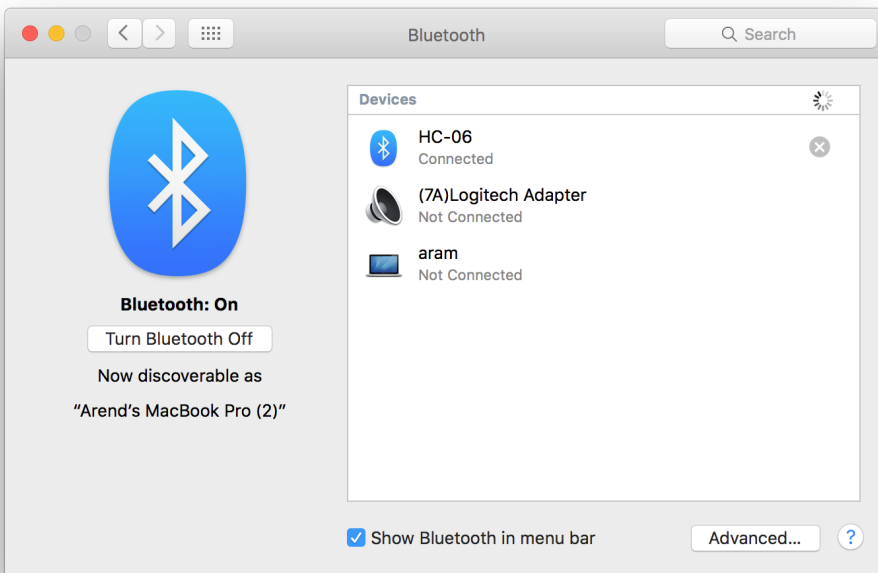 Bluetooth
Search
Bluetooth: On
Turn Bluetooth Off
Now discoverable as
“Arend’s MacBook Pro (2)”
Devices
HC-06
Connected
(7A)Logitech Adapter
Not Connected
aram
Not Connected
Show Bluetooth in menu bar
Advanced...
?